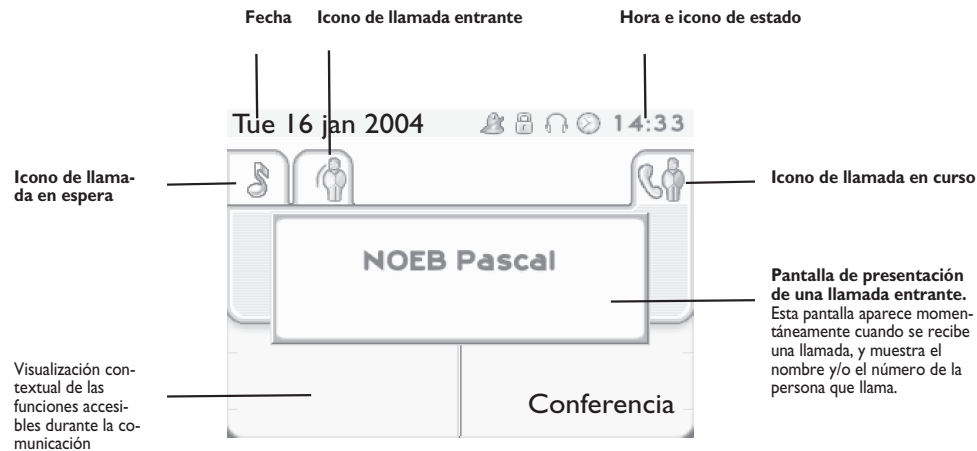 Fecha
Icono de llamada entrante
Hora e icono de estado
Tue 16 jan 2004
14:33
Icono de llama-
da en espera
Icono de llamada en curso
NOEB Pascal
Pantalla de presentación
de una llamada entrante.
Esta pantalla aparece momen-
táneamente cuando se recibe
una llamada, y muestra el
nombre y/o el número de la
persona que llama.
Visualización con-
textual de las
funciones accesi-
bles durante la co-
municación
Conferencia